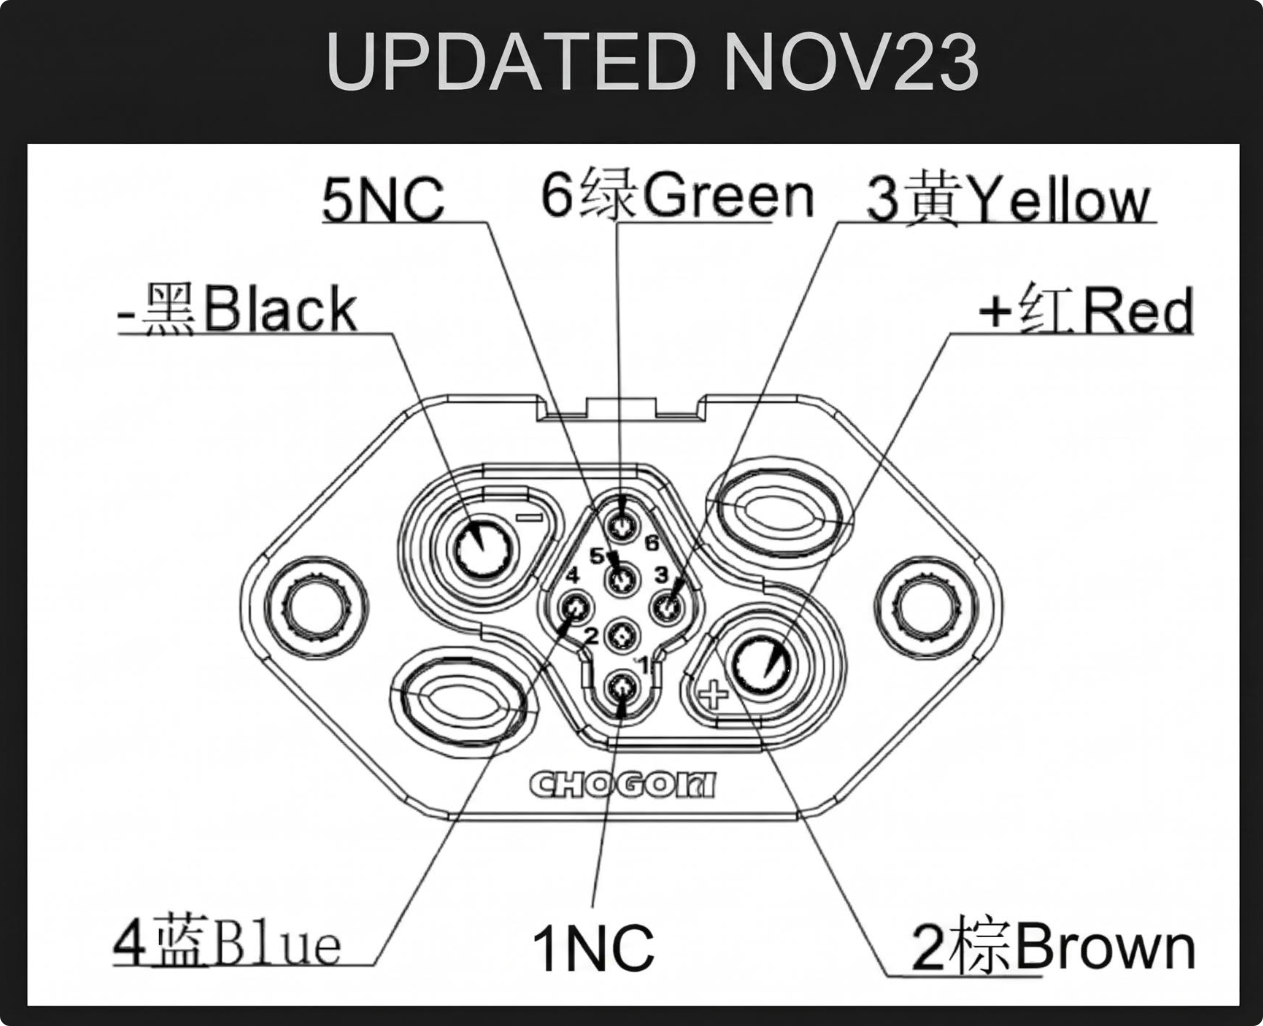 UPDATED NOV23
5NC
6绿Green
3黄Yellow
-黑Black
+红Red
6
5
4
3
2
1
CHOGORI
4蓝Blue
1NC
2棕Brown